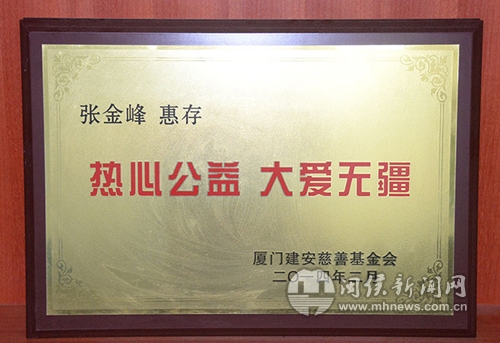 张金峰 惠存
热心公益 大爱无疆
厦门建安慈善基金会
二〇一四年三月
闽侯新闻网
www.mhnews.com.cn